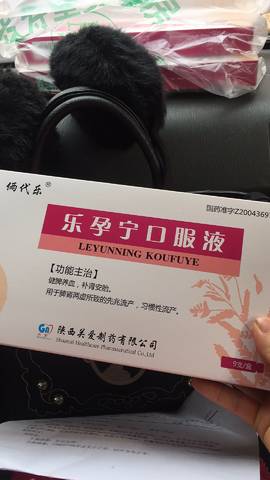 俩代乐®
国药准字Z2004369
乐孕宁口服液
LEYUNNING KOUFUYE
【功能主治】
健脾养血，补肾安胎。
用于脾肾两虚所致的先兆流产，习惯性流产。
陕西关爱制药有限公司
Shaanxi Healthcare Pharmaceutical Co.,Ltd
9支/盒